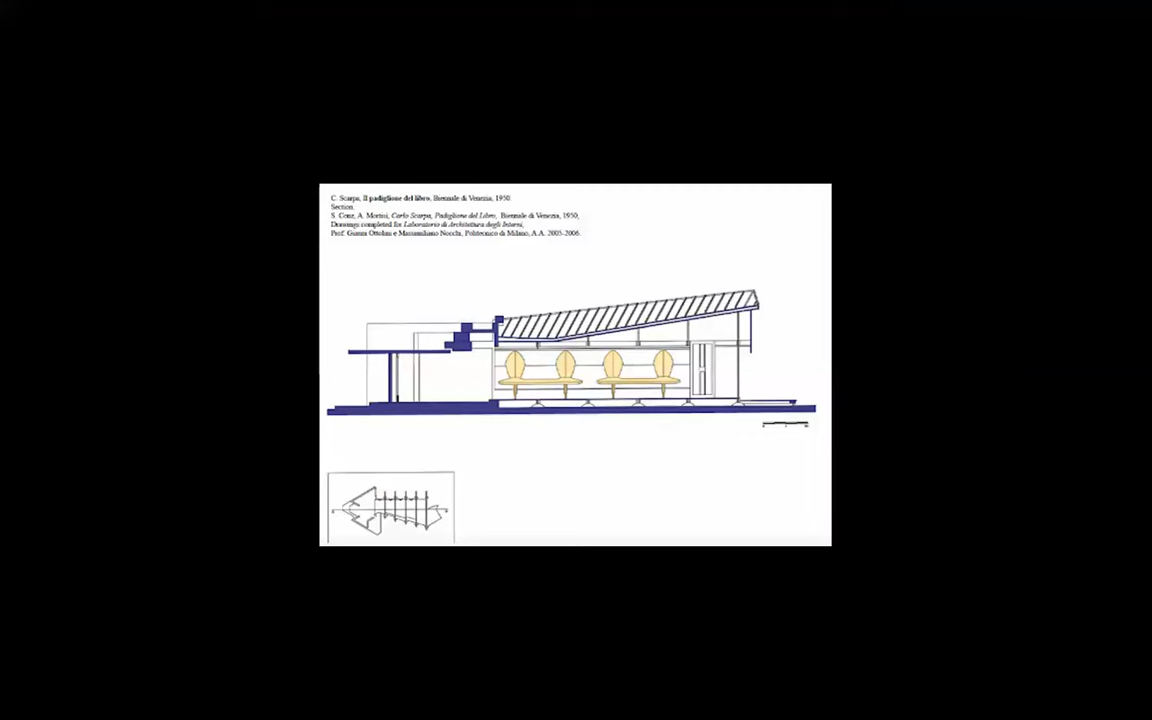 C. Scarpa, Il padiglione del libro, Biennale di Venezia, 1950
Section.
S. Conz, A. Morini, Carlo Scarpa, Padiglione del Libro, Biennale di Venezia, 1950,
Drawings completed for Laboratorio di Architettura degli Interni,
Prof. Gianni Ottolini e Massimiliano Nocchi, Politecnico di Milano, A.A. 2005-2006.